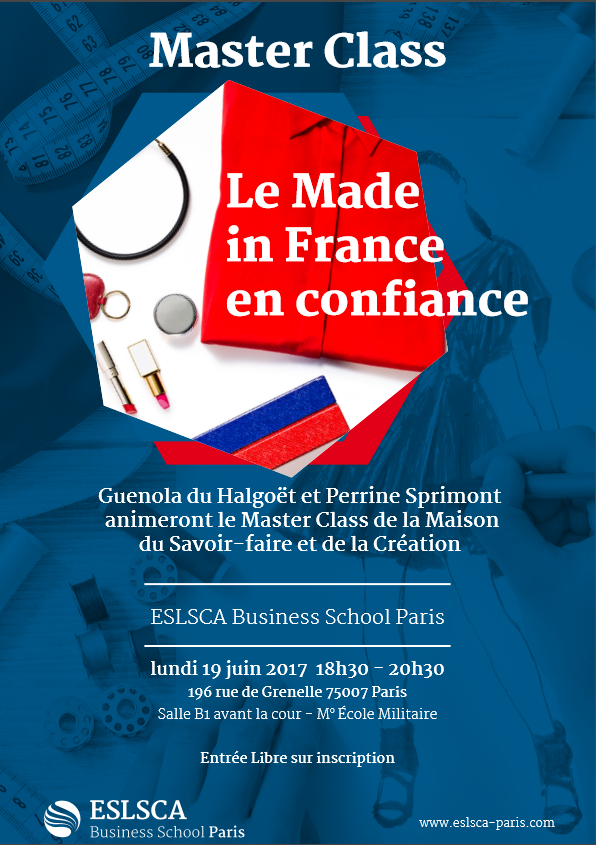 Master Class
Le Made
in France
en confiance
Guenola du Halgoët et Perrine Sprimont
animeront le Master Class de la Maison
du Savoir-faire et de la Création
ESLSCA Business School Paris
lundi 19 juin 2017 18h30 - 20h30
196 rue de Grenelle 75007 Paris
Salle B1 avant la cour - M° École Militaire
Entrée Libre sur inscription
ESLSCA
Business School Paris
www.eslsca-paris.com